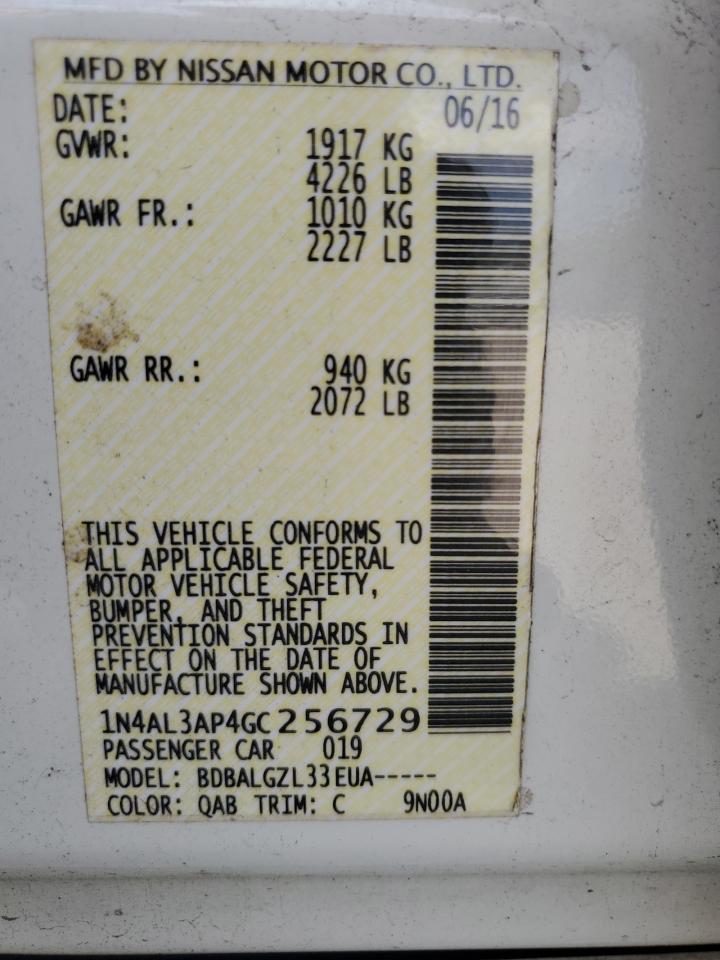 MFD BY NISSAN MOTOR CO., LTD.
DATE: 06/16
GVWR: 1917 KG
4226 LB
GAWR FR.: 1010 KG
2227 LB
GAWR RR.: 940 KG
2072 LB
THIS VEHICLE CONFORMS TO
ALL APPLICABLE FEDERAL
MOTOR VEHICLE SAFETY,
BUMPER, AND THEFT
PREVENTION STANDARDS IN
EFFECT ON THE DATE OF
MANUFACTURE SHOWN ABOVE.
1N4AL3AP4GC256729
PASSENGER CAR 019
MODEL: BDBALGZL33EUA-----
COLOR: QAB TRIM: C 9N00A